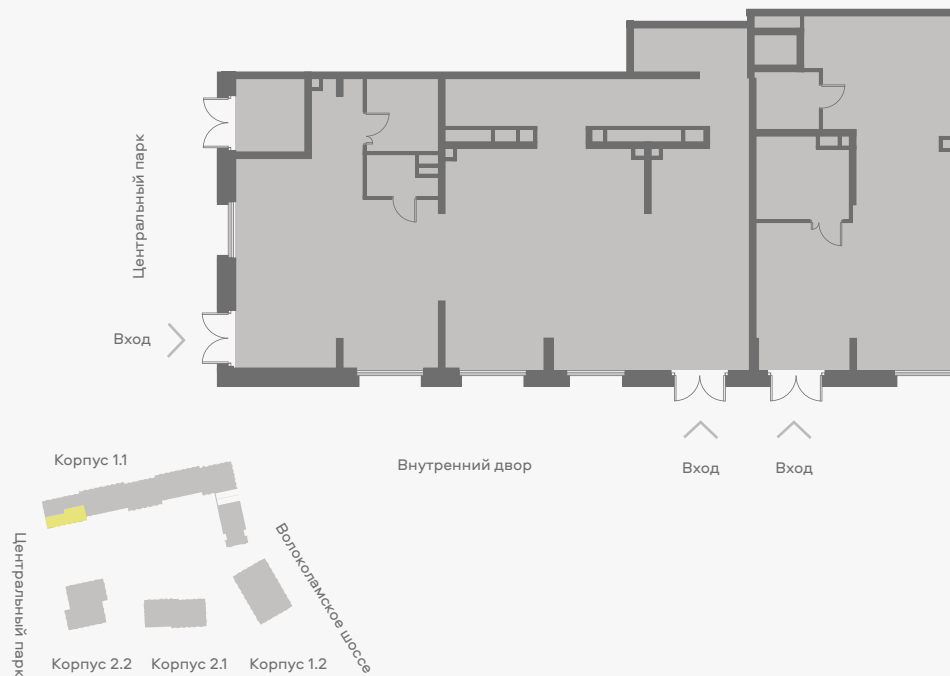 Центральный парк
Вход
Внутренний двор
Вход
Вход
Корпус 1.1
Центральный парк
Волоколамское шоссе
Корпус 2.2
Корпус 2.1
Корпус 1.2